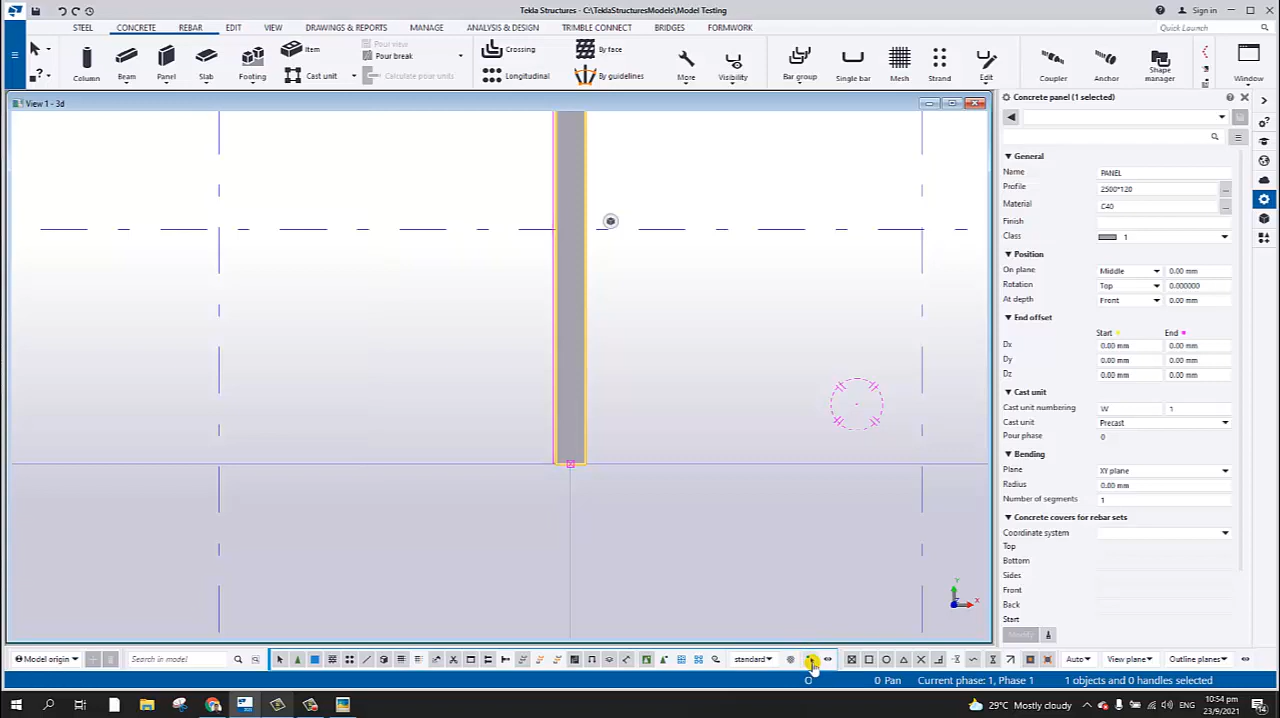 Tekla Structures - C:\TeklaStructuresModels\Model Testing
Sign in
STEEL CONCRETE REBAR EDIT VIEW DRAWINGS & REPORTS MANAGE ANALYSIS & DESIGN TRIMBLE CONNECT BRIDGES FORMWORK
Quick Launch
Column
Beam
Panel
Slab
Footing
Item
Cast unit
Pour view
Pour break
Calculate pour units
Crossing
Longitudinal
By face
By guidelines
More
Visibility
Bar group
Single bar
Mesh
Strand
Edit
Coupler
Anchor
Shape manager
Window
View 1 - 3d
Concrete panel (1 selected)
General
Name PANEL
Profile 2500*120 ...
Material C40 ...
Finish
Class 1
Position
On plane Middle 0.00 mm
Rotation Top 0.000000
At depth Front 0.00 mm
End offset
Start End
Dx 0.00 mm 0.00 mm
Dy 0.00 mm 0.00 mm
Dz 0.00 mm 0.00 mm
Cast unit
Cast unit numbering W 1
Cast unit Precast
Pour phase 0
Bending
Plane XY plane
Radius 0.00 mm
Number of segments 1
Concrete covers for rebar sets
Coordinate system
Top
Bottom
Sides
Front
Back
Start
Modify
Y
X
Model origin
Search in model
standard
Auto
View plane
Outline planes
O
0 Pan
Current phase: 1, Phase 1
1 objects and 0 handles selected
29°C Mostly cloudy
ENG
10:54 pm
23/9/2021